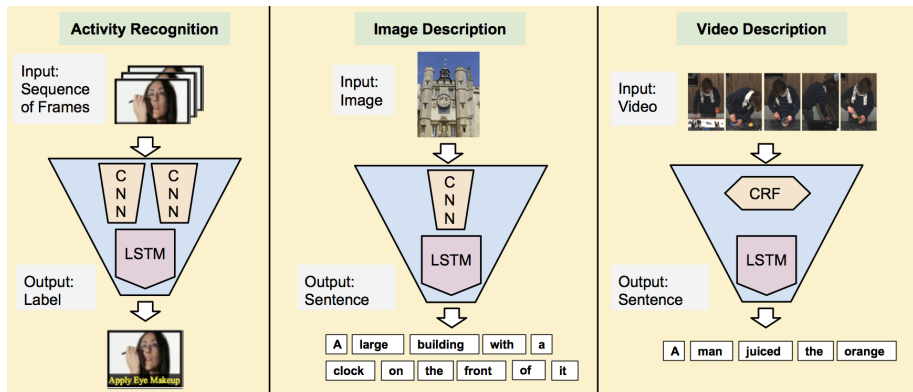 Activity Recognition
Input:
Sequence
of Frames
C
N
N
C
N
N
LSTM
Output:
Label
Apply Eye Makeup
Image Description
Input:
Image
C
N
N
LSTM
Output:
Sentence
A large building with a
clock on the front of it
Video Description
Input:
Video
CRF
LSTM
Output:
Sentence
A man juiced the orange